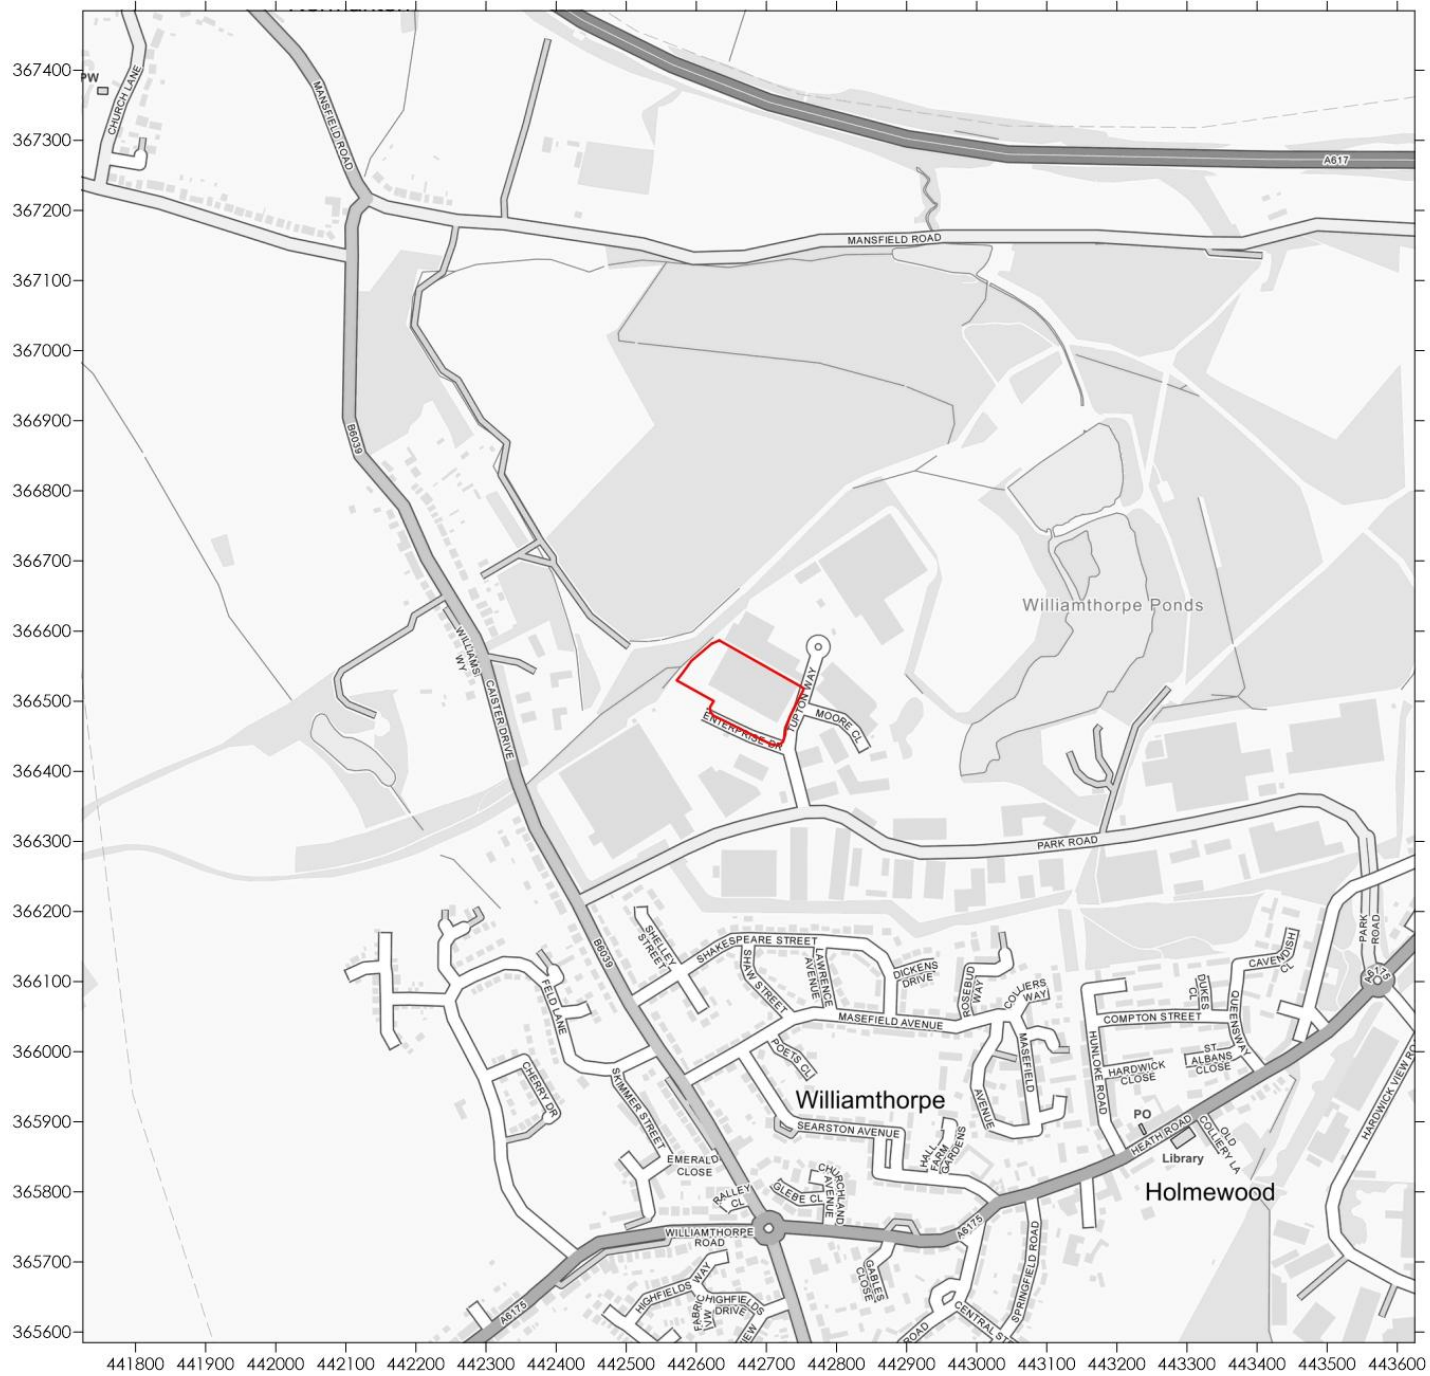 367400
367300
367200
367100
367000
366900
366800
366700
366600
366500
366400
366300
366200
366100
366000
365900
365800
365700
365600
PW
CHURCH LANE
MANSFIELD ROAD
A617
MANSFIELD ROAD
B6039
Williamthorpe Ponds
WILLIAMS
WY
CAISTER DRIVE
TUPTON WAY
MOORE CL
ENTERPRISE DR
PARK ROAD
PARK
ROAD
B6039
SHELLEY
STREET
SHAKESPEARE STREET
SHAW STREET
LAWRENCE
AVENUE
DICKENS
DRIVE
ROSEBUD
WAY
COLLIERS
WAY
CAVENDISH
CL
DUKES
CL
QUEENSWAY
A6175
FELD LANE
MASEFIELD AVENUE
COMPTON STREET
HUNLOKE ROAD
MASEFIELD
AVENUE
POETS CL
ST
ALBANS
CLOSE
HARDWICK
CLOSE
CHERRY DR
SKIMMER STREET
Williamthorpe
PO
HEATH ROAD
OLD
COLLIERY LA
HARDWICK VIEW RO
SEARSTON AVENUE
HALL
FARM
GARDENS
Library
EMERALD
CLOSE
RALLEY
CL
GLEBE CL
CHURCHLAND
AVENUE
Holmewood
WILLIAMTHORPE
ROAD
A6175
GABLES
CLOSE
SPRINGFIELD ROAD
HIGHFIELDS WAY
HIGHFIELDS
DRIVE
FABRIC
VW
IEW
A6175
ROAD
CENTRAL ST
441800 441900 442000 442100 442200 442300 442400 442500 442600 442700 442800 442900 443000 443100 443200 443300 443400 443500 443600